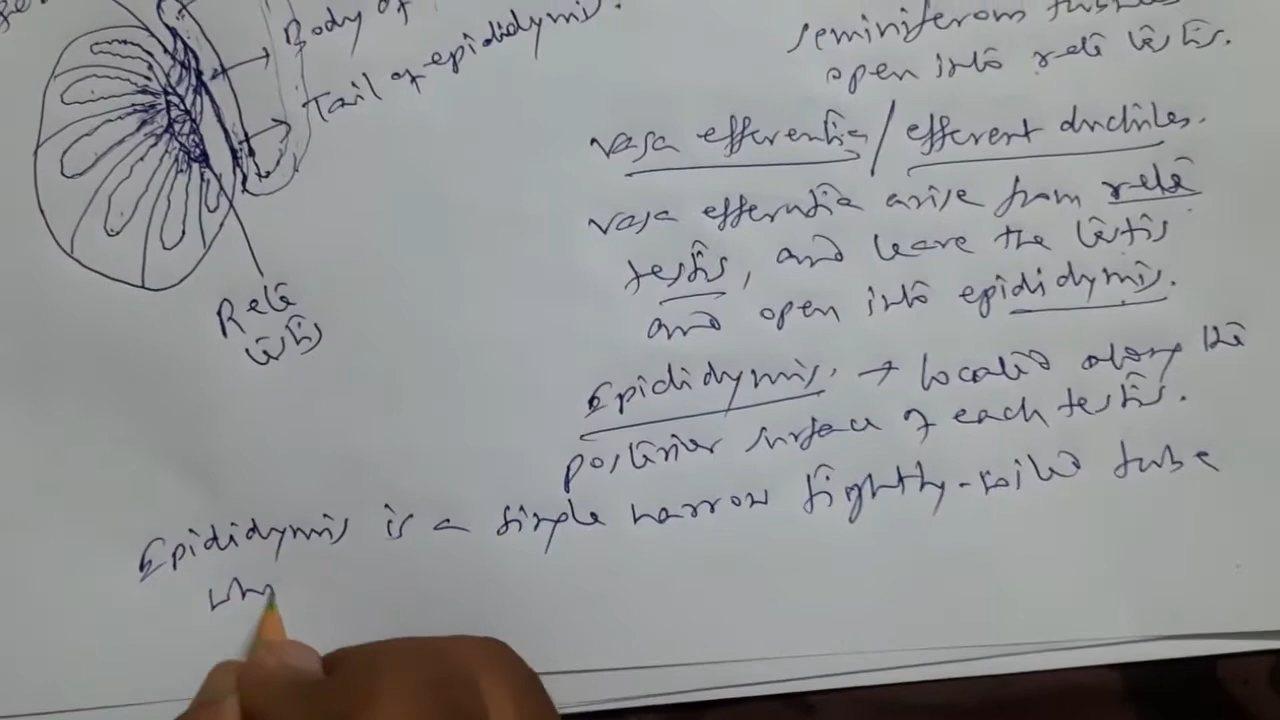 Body of
Tail of epididymis.
Rete
testis
seminiferous
open into rete testis.
vasa efferentia / efferent ductules.
vasa efferentia arise from rete
testis, and leave the testis
and open into epididymis.
Epididymis. → located along the
posterior surface of each testis.
Epididymis is a single narrow tightly-coiled tube